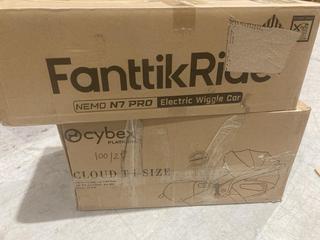 FanttikRide
NEMO N7 PRO Electric Wiggle Car
cybex
PLATINUM
CLOUD T i-SIZE